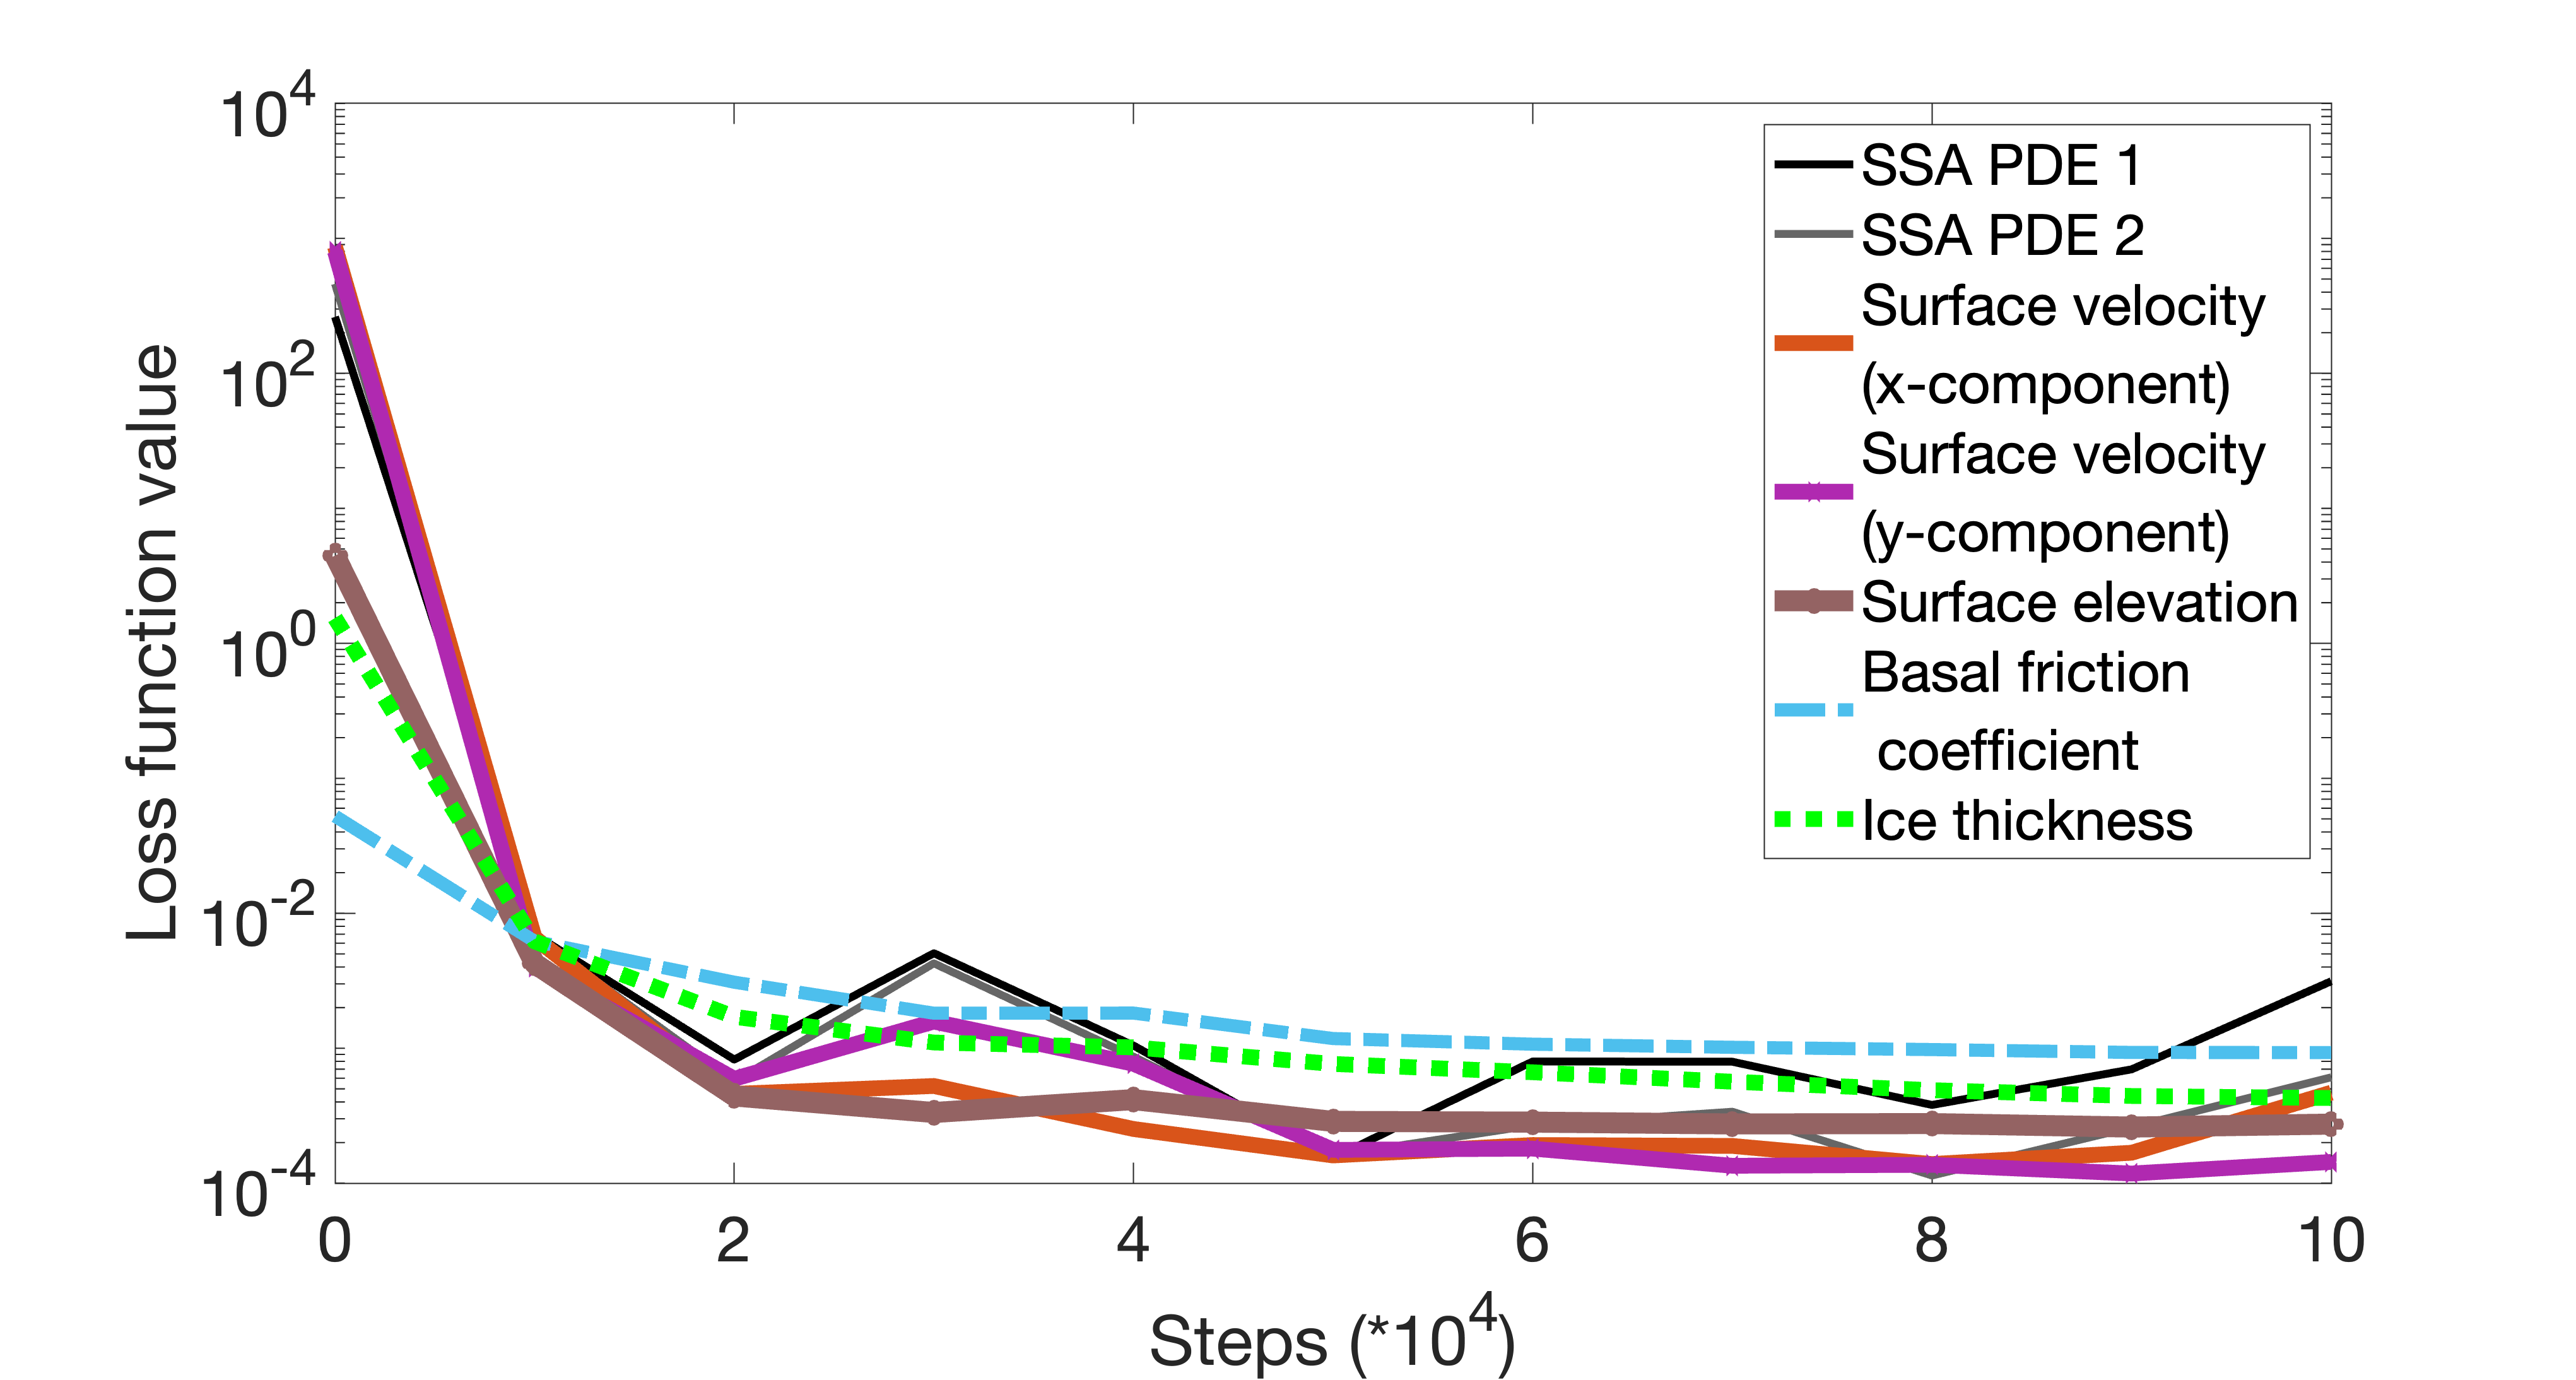 10^4
10^2
10^0
10^-2
10^-4
Loss function value
0 2 4 6 8 10
Steps (*10^4)
SSA PDE 1
SSA PDE 2
Surface velocity
(x-component)
Surface velocity
(y-component)
Surface elevation
Basal friction
coefficient
Ice thickness